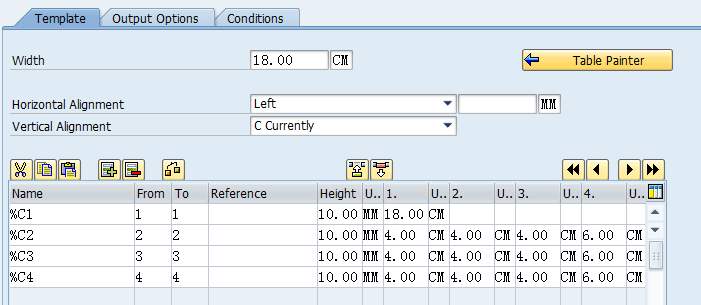 Template Output Options Conditions
Width 18.00 CM Table Painter
Horizontal Alignment Left MM
Vertical Alignment C Currently
Name From To Reference Height U.. 1. U.. 2. U.. 3. U.. 4. U..
%C1 1 1 10.00 MM 18.00 CM
%C2 2 2 10.00 MM 4.00 CM 4.00 CM 4.00 CM 6.00 CM
%C3 3 3 10.00 MM 4.00 CM 4.00 CM 4.00 CM 6.00 CM
%C4 4 4 10.00 MM 4.00 CM 4.00 CM 4.00 CM 6.00 CM